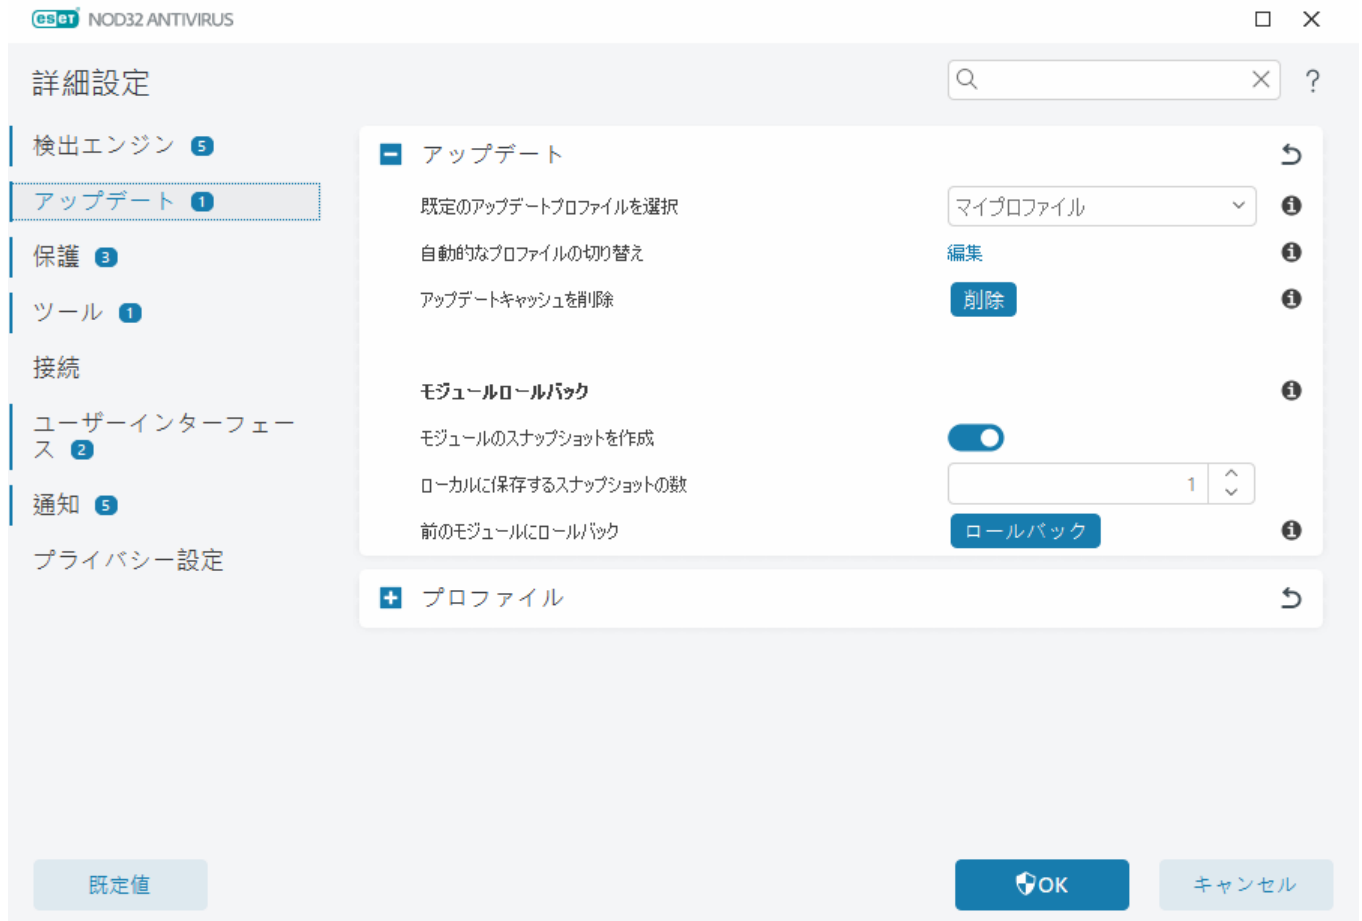 eset NOD32 ANTIVIRUS
詳細設定
?
検出エンジン 5
アップデート 1
保護 3
ツール 1
接続
ユーザーインターフェー
ス 2
通知 5
プライバシー設定
アップデート
既定のアップデートプロファイルを選択 マイプロファイル
自動的なプロファイルの切り替え 編集
アップデートキャッシュを削除 削除
モジュールロールバック
モジュールのスナップショットを作成
ローカルに保存するスナップショットの数 1
前のモジュールにロールバック ロールバック
プロファイル
既定値 OK キャンセル